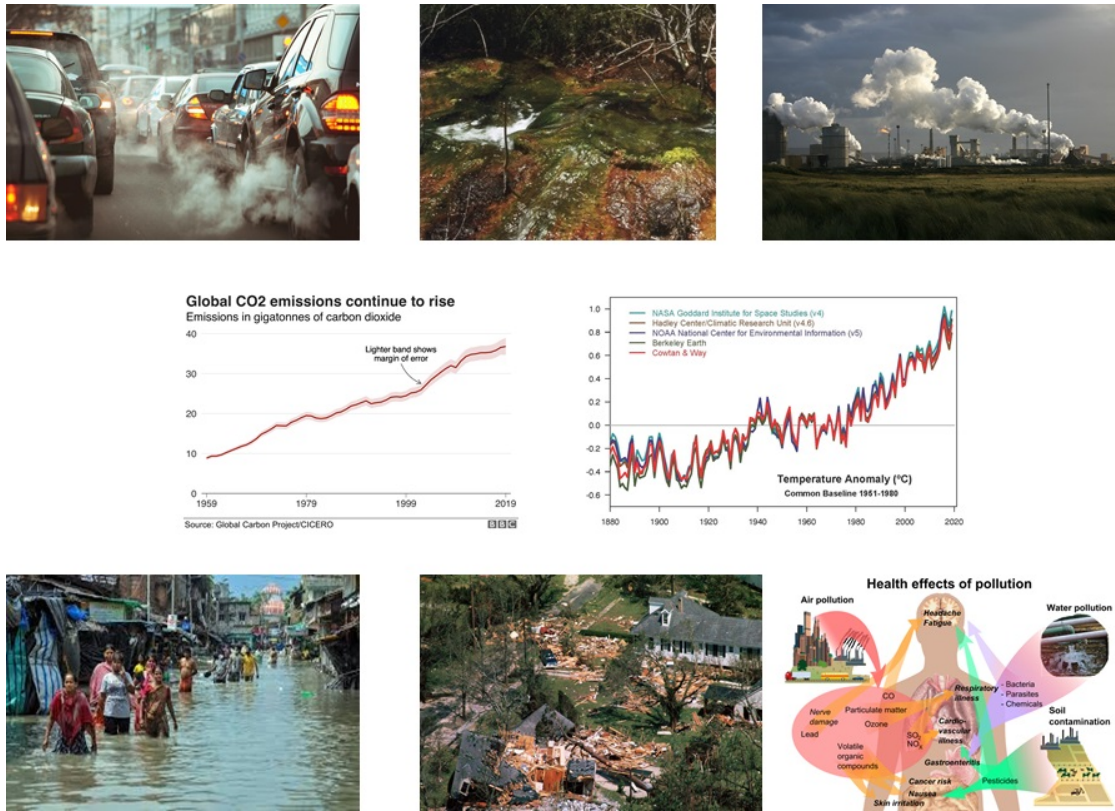 Global CO2 emissions continue to rise
Emissions in gigatonnes of carbon dioxide
40
Lighter band shows
margin of error
30
20
10
0
1959
1979
1999
2019
Source: Global Carbon Project/CICERO
BBC
1.0
0.8
0.6
0.4
0.2
0.0
-0.2
-0.4
-0.6
NASA Goddard Institute for Space Studies (v4)
Hadley Center/Climatic Research Unit (v4.6)
NOAA National Center for Environmental Information (v5)
Berkeley Earth
Cowtan & Way
Temperature Anomaly (ºC)
Common Baseline 1951-1980
1880
1900
1920
1940
1960
1980
2000
2020
Health effects of pollution
Air pollution
Headache
Fatigue
Water pollution
Respiratory
illness
- Bacteria
- Parasites
- Chemicals
CO
Particulate matter
Ozone
Nerve
damage
Lead
SO2
NOx
Cardio-
vascular
illness
Soil
contamination
Volatile
organic
compounds
Gastroenteritis
Pesticides
Cancer risk
Nausea
Skin irritation